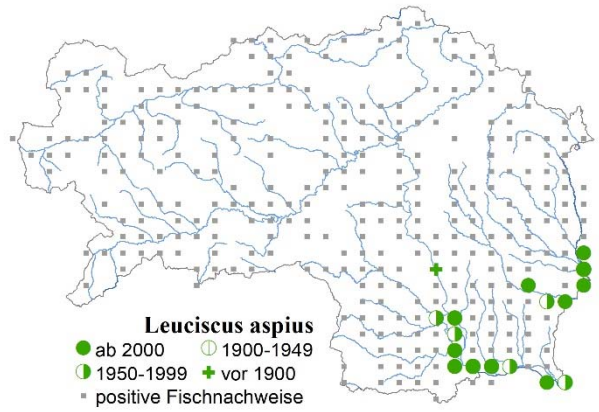 Leuciscus aspius
ab 2000 1900-1949
1950-1999 vor 1900
positive Fischnachweise